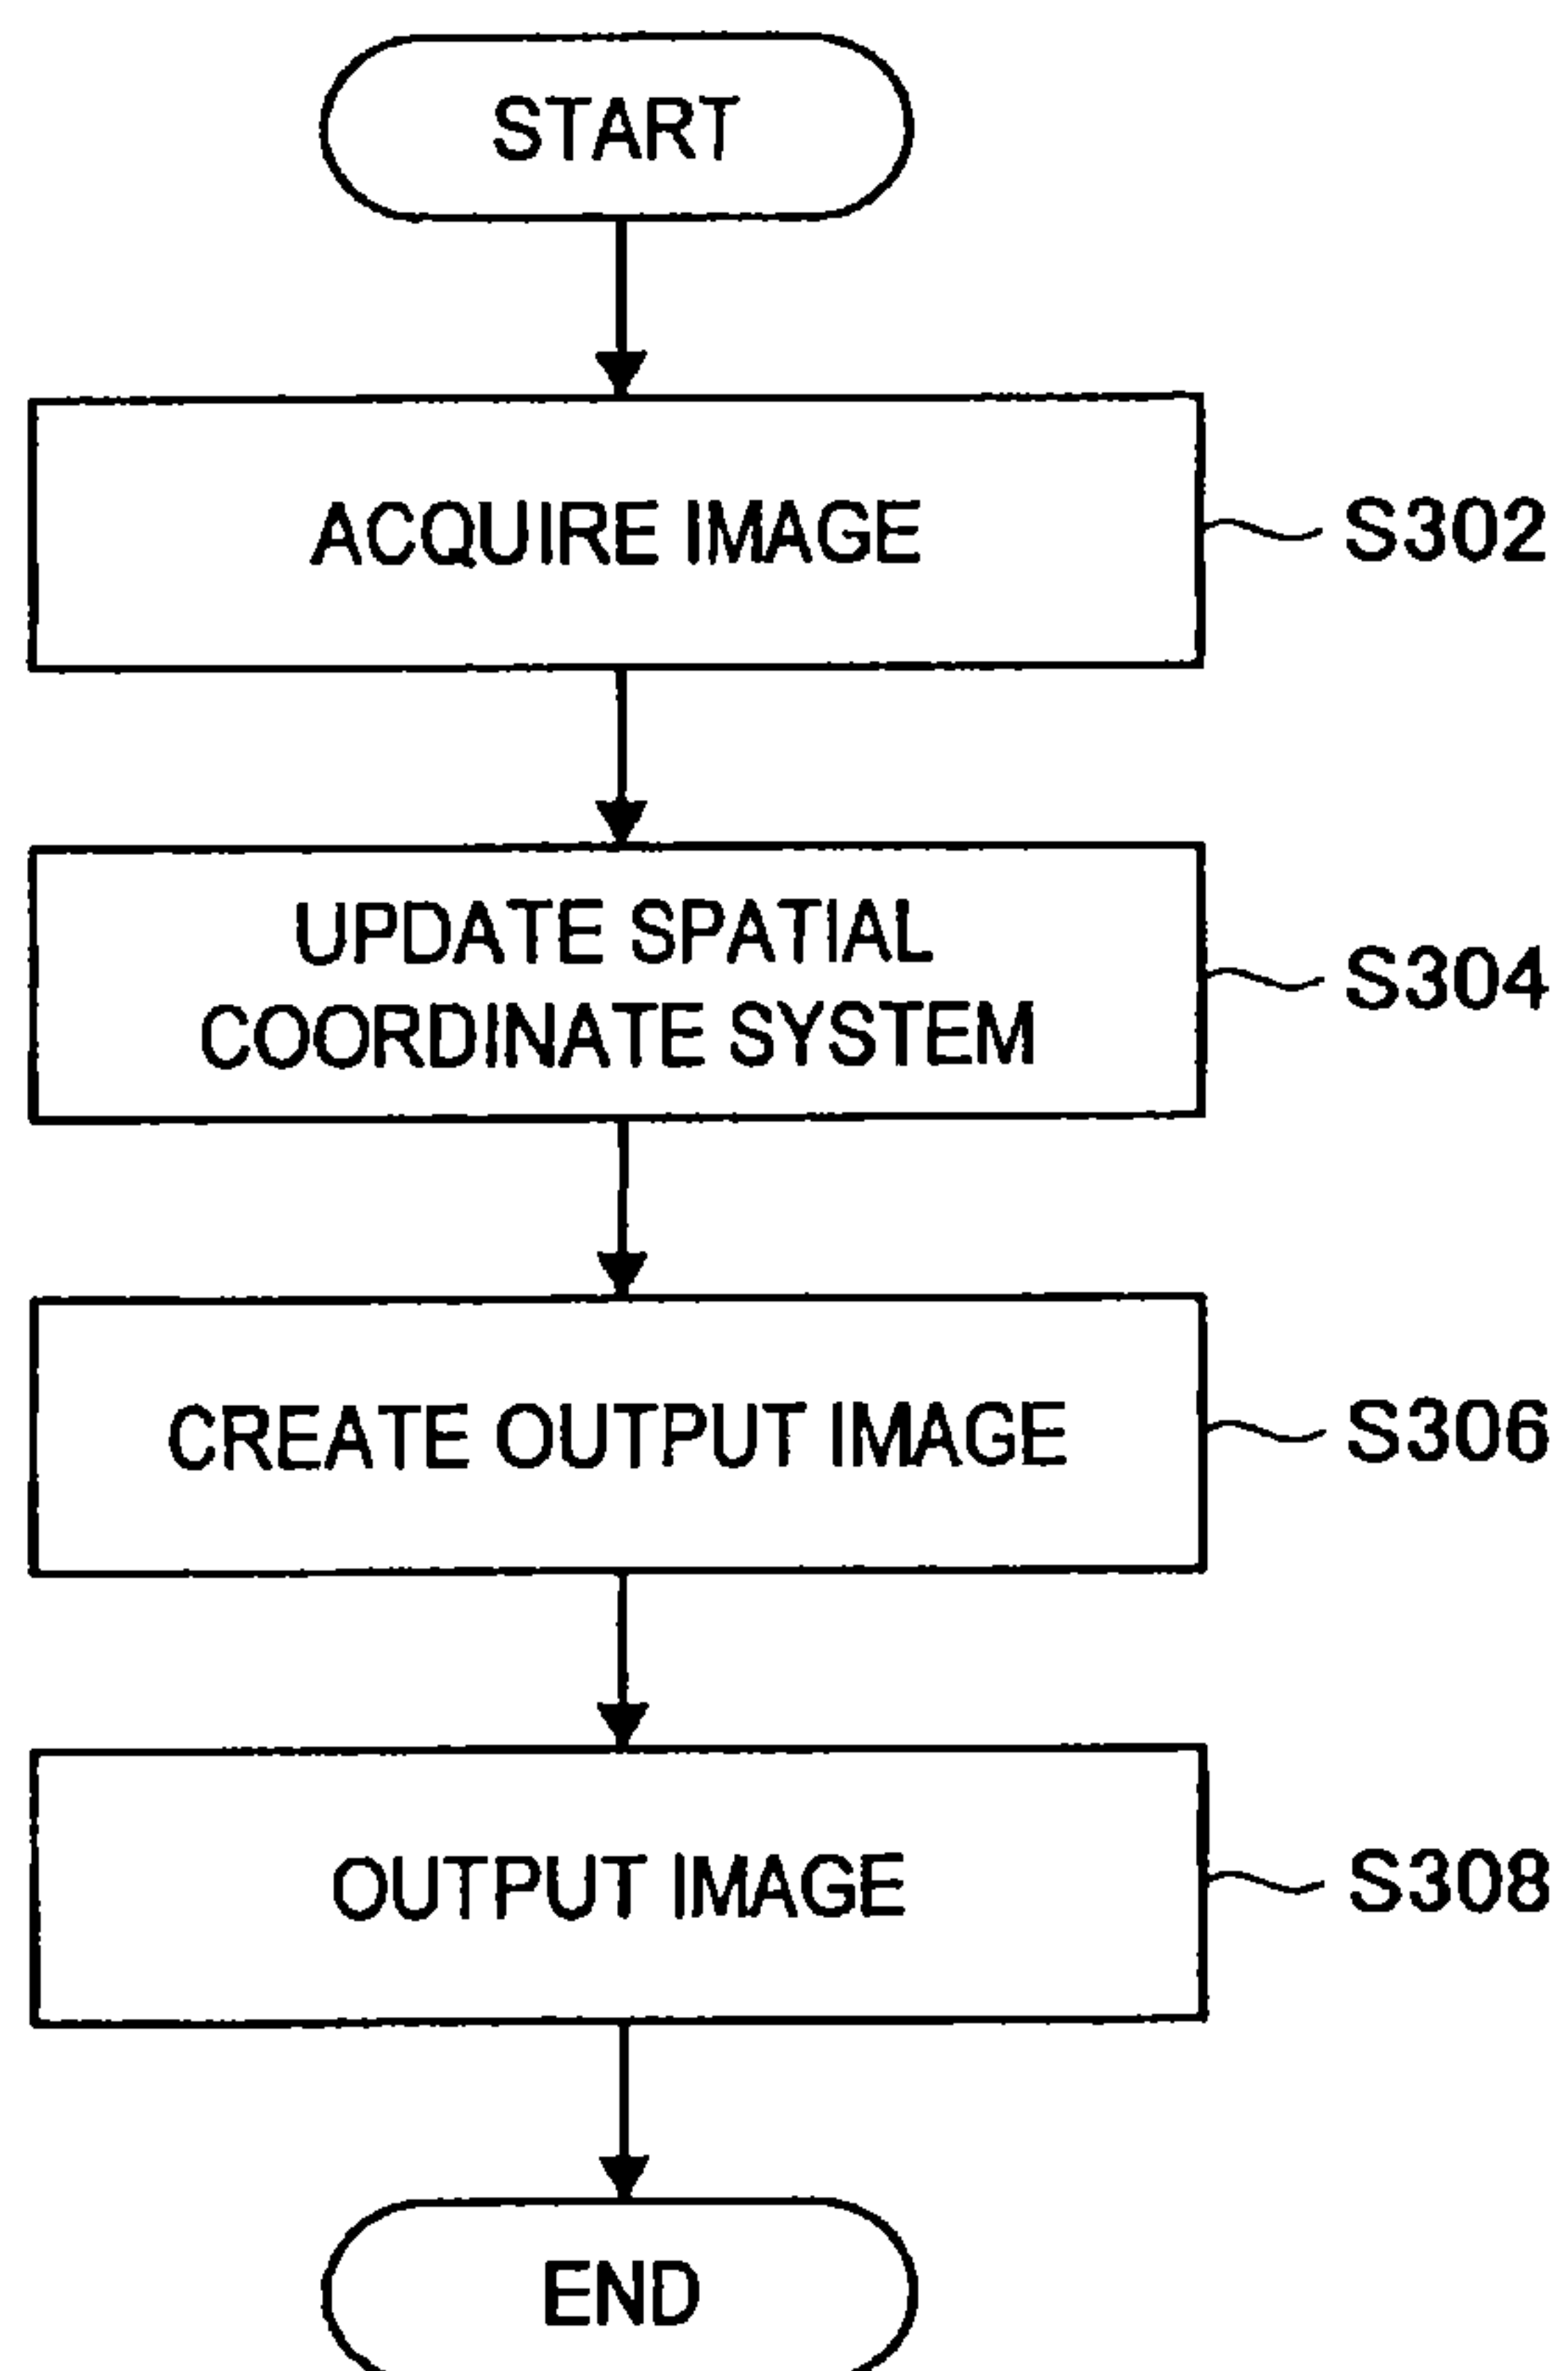 START
ACQUIRE IMAGE
S302
UPDATE SPATIAL
COORDINATE SYSTEM
S304
CREATE OUTPUT IMAGE
S306
OUTPUT IMAGE
S308
END